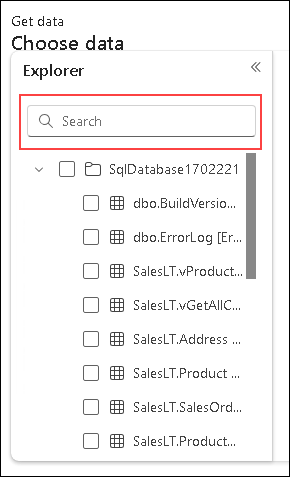 Get data
Choose data
Explorer
Search
SqlDatabase1702221
dbo.BuildVersio...
dbo.ErrorLog [Er...
SalesLT.vProduct...
SalesLT.vGetAllC...
SalesLT.Address ...
SalesLT.Product ...
SalesLT.SalesOrd...
SalesLT.Product...